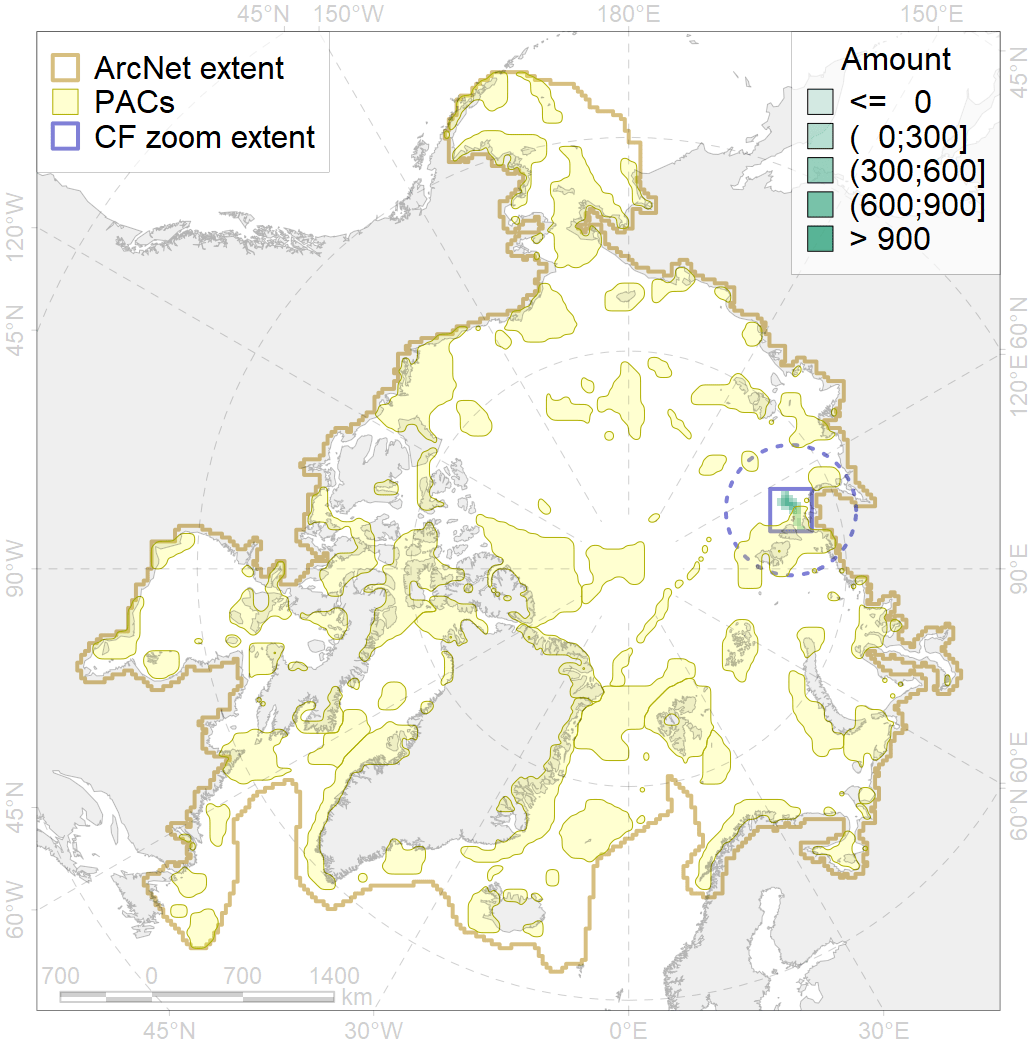 45°N 150°W 180°E 150°E
ArcNet extent
PACs
CF zoom extent
Amount
<= 0
( 0;300]
(300;600]
(600;900]
> 900
45°N
120°W
45°N
90°W
45°N
60°W
60°N
120°E
90°E
60°E
60°N
700 0 700 1400
km
45°N 30°W 0°E 30°E